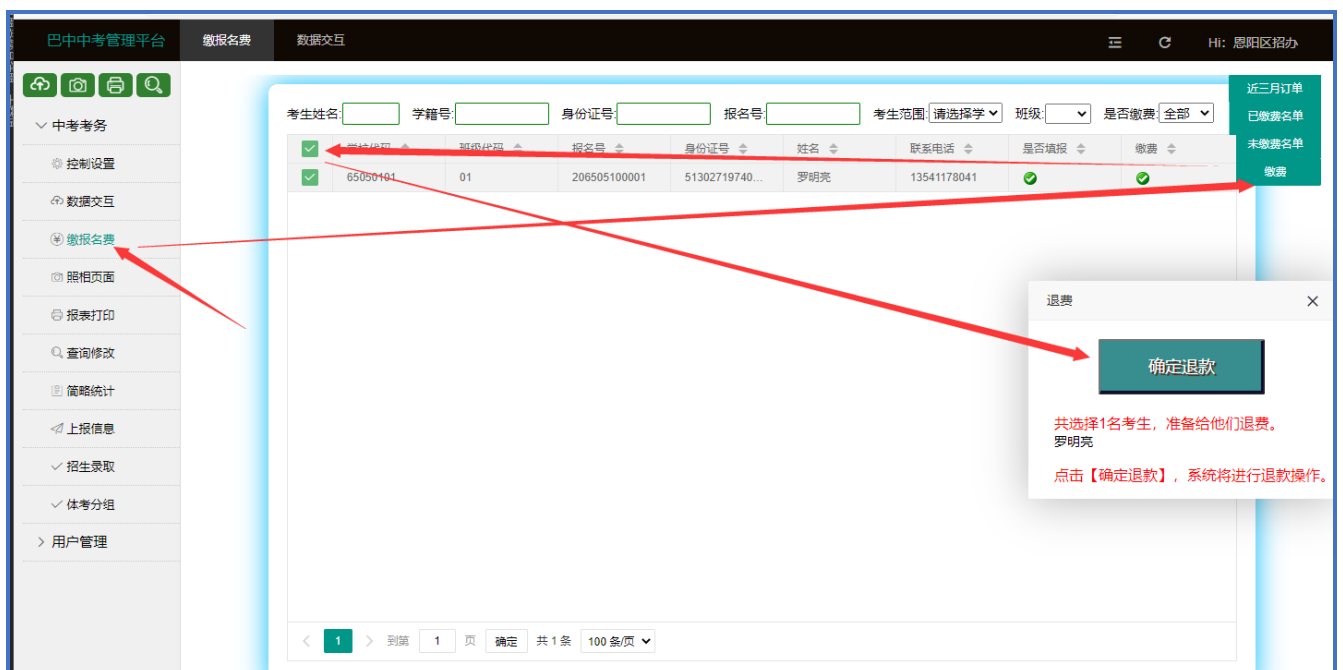 巴中中考管理平台 缴报名费 数据交互 Hi: 恩阳区招办
近三月订单
已缴费名单
未缴费名单
缴费
中考考务
控制设置
数据交互
缴报名费
照相页面
报表打印
查询修改
简略统计
上报信息
招生录取
体考分组
用户管理
考生姓名: 学籍号: 身份证号: 报名号: 考生范围: 请选择学 班级: 是否缴费: 全部
学校代码 班级代码 报名号 身份证号 姓名 联系电话 是否填报 缴费
65050101 01 206505100001 51302719740... 罗明亮 13541178041
退费
确定退款
共选择1名考生，准备给他们退费。
罗明亮
点击【确定退款】，系统将进行退款操作。
1 到第 1 页 确定 共 1 条 100 条/页